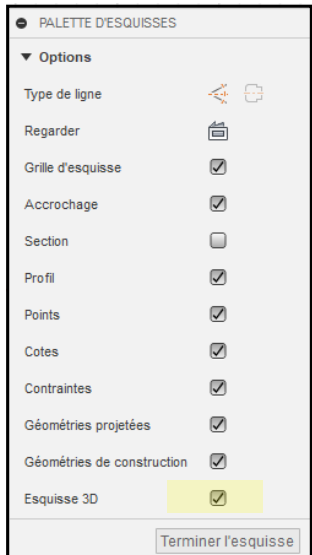 PALETTE D'ESQUISSES
Options
Type de ligne
Regarder
Grille d'esquisse
Accrochage
Section
Profil
Points
Cotes
Contraintes
Géométries projetées
Géométries de construction
Esquisse 3D
Terminer l'esquisse